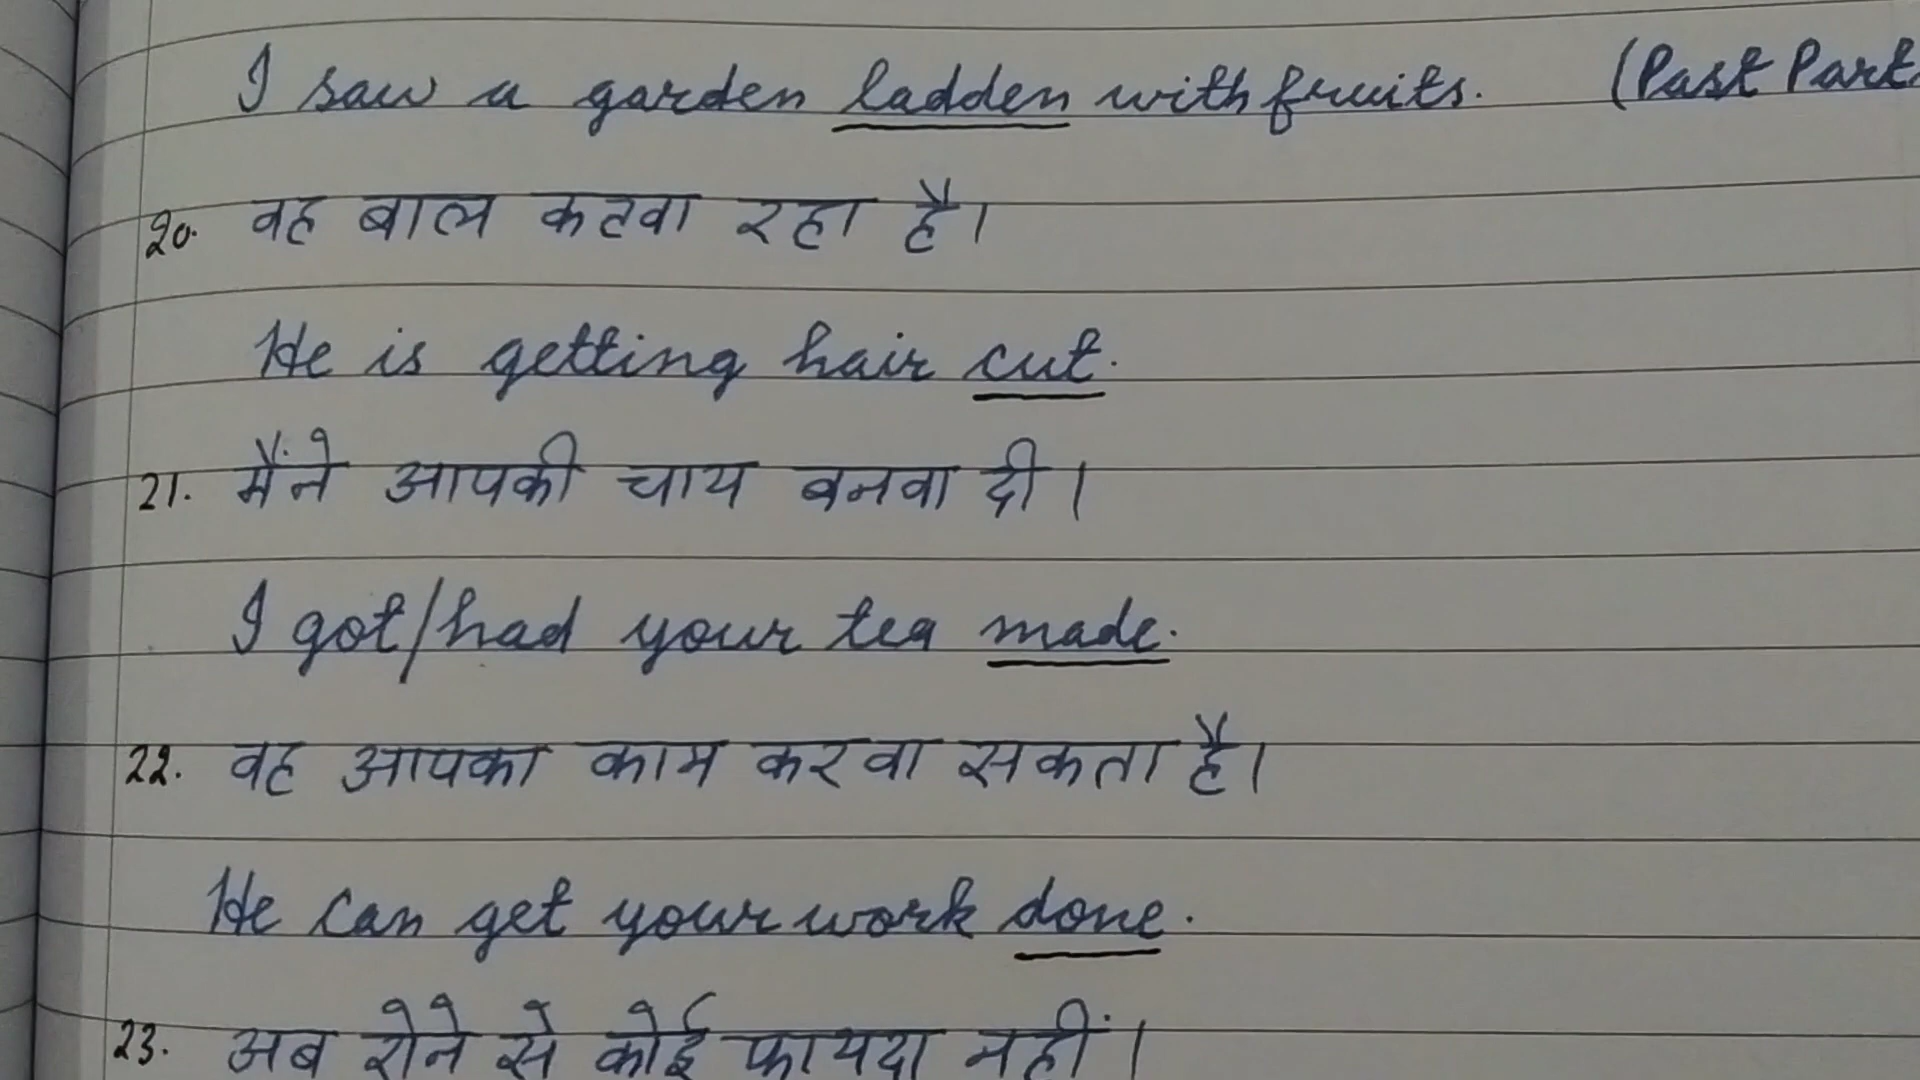 I saw a garden ladden with fruits. (Past Part.
20. वह बाल कटवा रहा है।
He is getting hair cut.
21. मैंने आपकी चाय बनवा दी।
I got/had your tea made.
22. वह आपका काम करवा सकता है।
He can get your work done.
23. अब रोने से कोई फायदा नहीं।